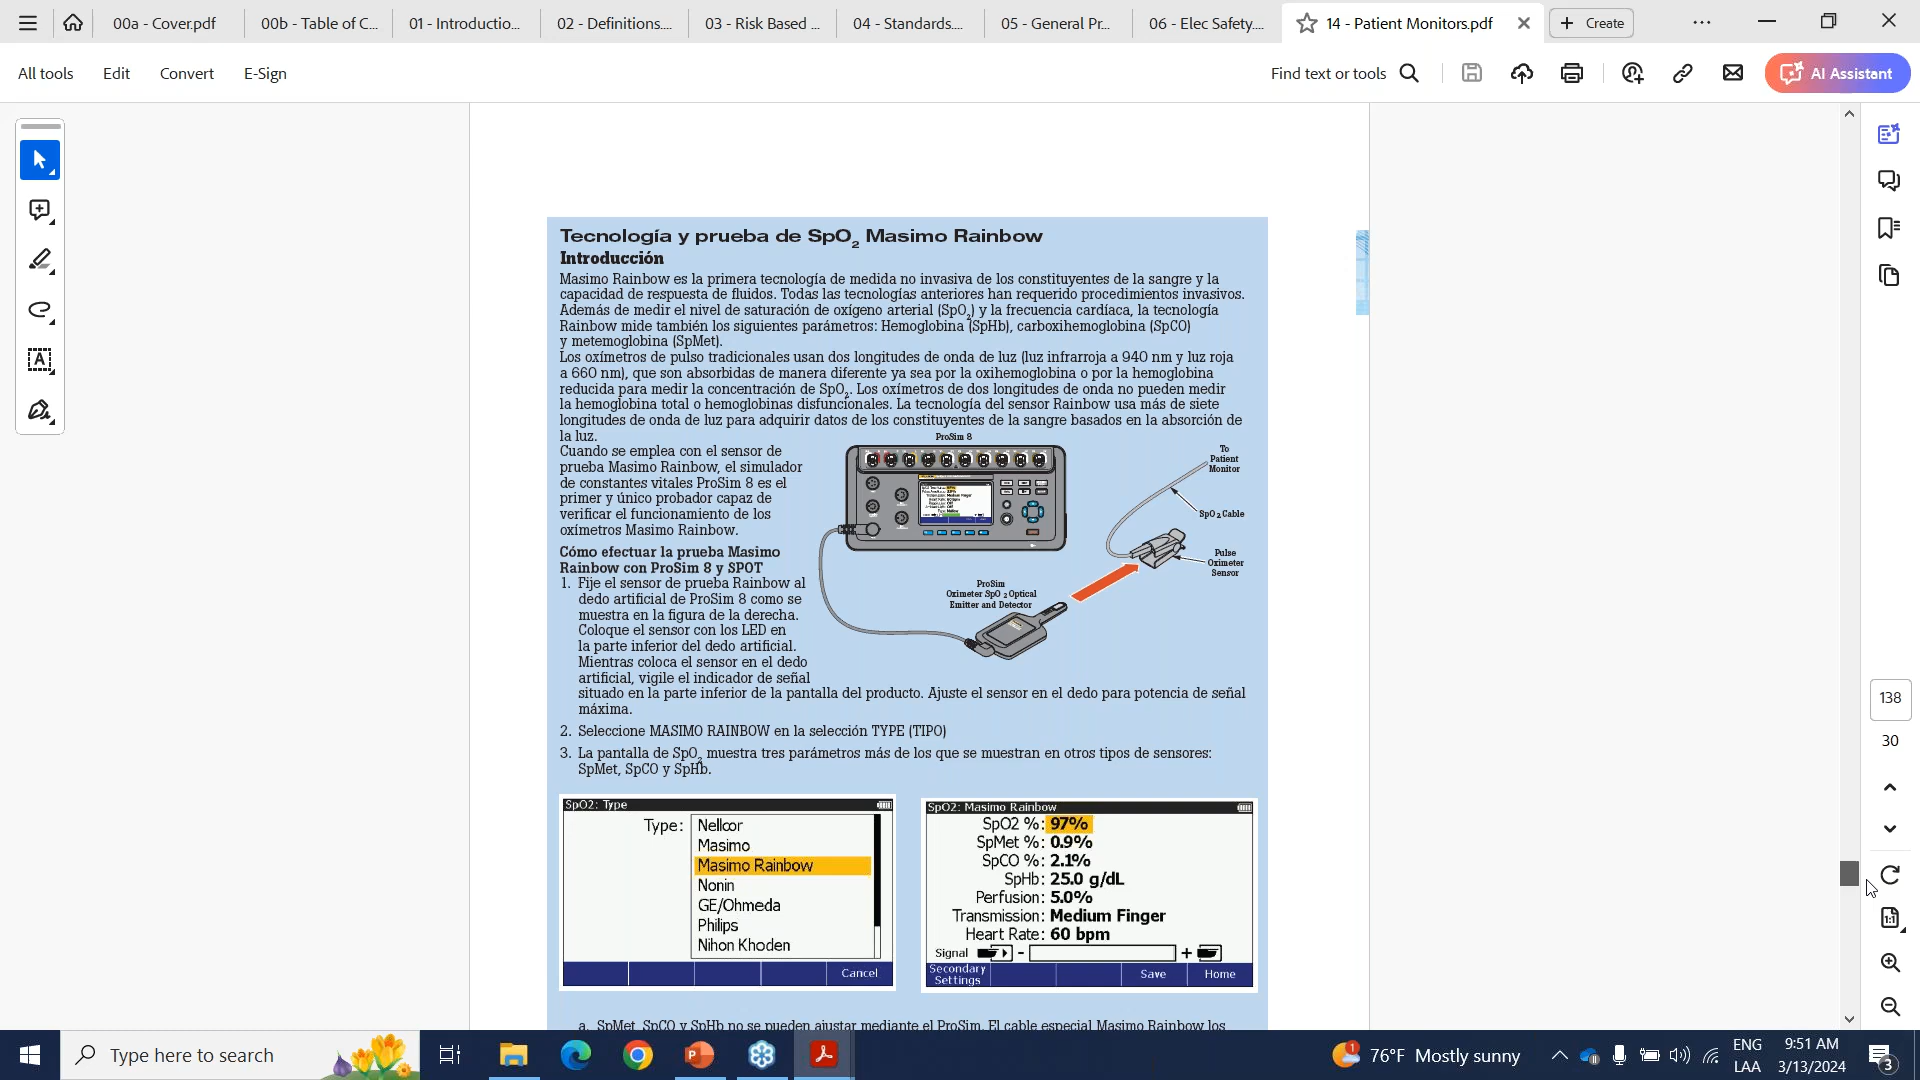 00a - Cover.pdf
00b - Table of C...
01 - Introductio...
02 - Definitions....
03 - Risk Based ...
04 - Standards....
05 - General Pr...
06 - Elec Safety....
14 - Patient Monitors.pdf
Create
All tools
Edit
Convert
E-Sign
Find text or tools
AI Assistant
Tecnología y prueba de SpO2 Masimo Rainbow
Introducción
Masimo Rainbow es la primera tecnología de medida no invasiva de los constituyentes de la sangre y la
capacidad de respuesta de fluidos. Todas las tecnologías anteriores han requerido procedimientos invasivos.
Además de medir el nivel de saturación de oxígeno arterial (SpO2) y la frecuencia cardíaca, la tecnología
Rainbow mide también los siguientes parámetros: Hemoglobina (SpHb), carboxihemoglobina (SpCO)
y metemoglobina (SpMet).
Los oxímetros de pulso tradicionales usan dos longitudes de onda de luz (luz infrarroja a 940 nm y luz roja
a 660 nm), que son absorbidas de manera diferente ya sea por la oxihemoglobina o por la hemoglobina
reducida para medir la concentración de SpO2. Los oxímetros de dos longitudes de onda no pueden medir
la hemoglobina total o hemoglobinas disfuncionales. La tecnología del sensor Rainbow usa más de siete
longitudes de onda de luz para adquirir datos de los constituyentes de la sangre basados en la absorción de
la luz.
Cuando se emplea con el sensor de
prueba Masimo Rainbow, el simulador
de constantes vitales ProSim 8 es el
primer y único probador capaz de
verificar el funcionamiento de los
oxímetros Masimo Rainbow.
ProSim 8
To
Patient
Monitor
SpO2 Cable
Pulse
Oximeter
Sensor
ProSim
Oximeter SpO2 Optical
Emitter and Detector
Cómo efectuar la prueba Masimo
Rainbow con ProSim 8 y SPOT
1. Fije el sensor de prueba Rainbow al
dedo artificial de ProSim 8 como se
muestra en la figura de la derecha.
Coloque el sensor con los LED en
la parte inferior del dedo artificial.
Mientras coloca el sensor en el dedo
artificial, vigile el indicador de señal
situado en la parte inferior de la pantalla del producto. Ajuste el sensor en el dedo para potencia de señal
máxima.
2. Seleccione MASIMO RAINBOW en la selección TYPE (TIPO)
3. La pantalla de SpO2 muestra tres parámetros más de los que se muestran en otros tipos de sensores:
SpMet, SpCO y SpHb.
SpO2: Type
Type:
Nellcor
Masimo
Masimo Rainbow
Nonin
GE/Ohmeda
Philips
Nihon Khoden
Cancel
SpO2: Masimo Rainbow
SpO2 %: 97%
SpMet %: 0.9%
SpCO %: 2.1%
SpHb: 25.0 g/dL
Perfusion: 5.0%
Transmission: Medium Finger
Heart Rate: 60 bpm
Signal - +
Secondary
Settings
Save
Home
a. SpMet, SpCO y SpHb no se pueden ajustar mediante el ProSim. El cable especial Masimo Rainbow los
138
30
Type here to search
76°F Mostly sunny
ENG
LAA
9:51 AM
3/13/2024
3